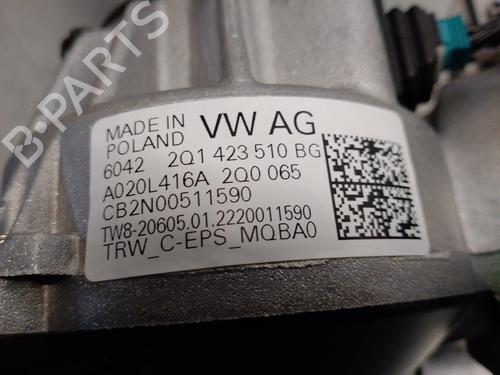 MADE IN
POLAND VW AG
6042 2Q1 423 510 BG
A020L416A 2Q0 065
CB2N00511590
TW8-20605.01.2220011590
TRW_C-EPS_MQBA0
B-PARTS